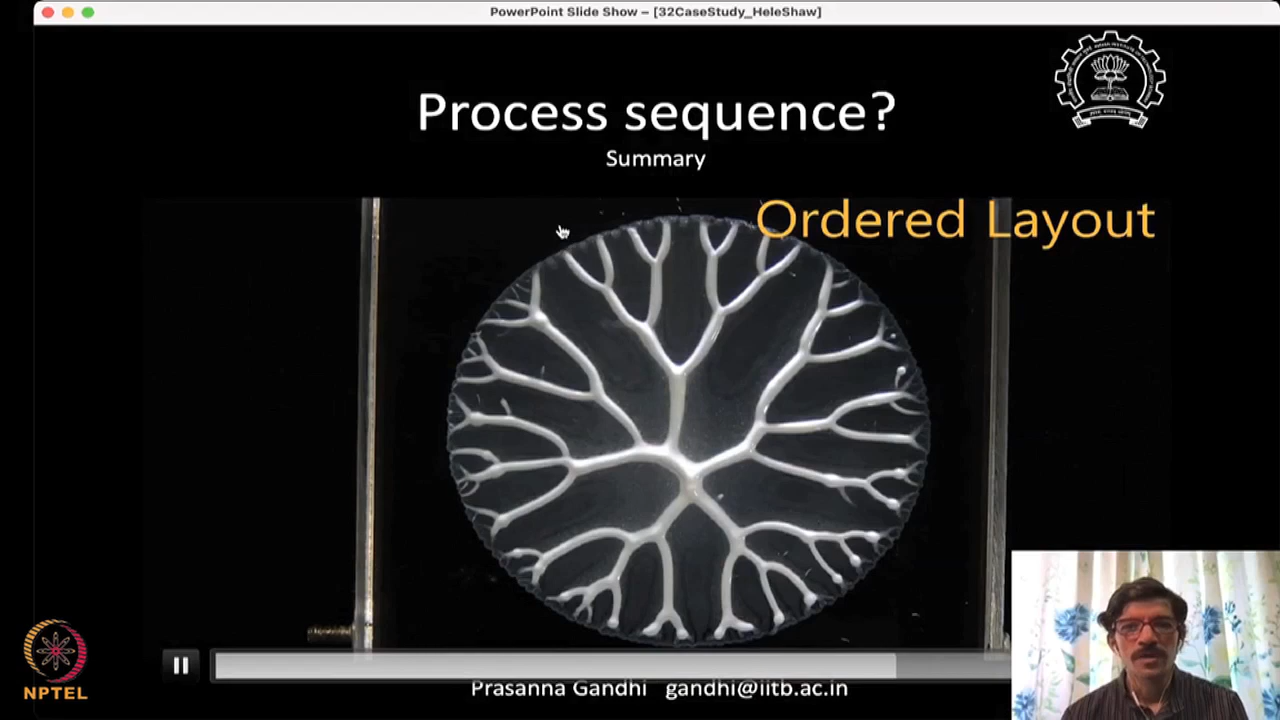 PowerPoint Slide Show – [32CaseStudy_HeleShaw]
Process sequence?
Summary
Ordered Layout
NPTEL
Prasanna Gandhi gandhi@iitb.ac.in